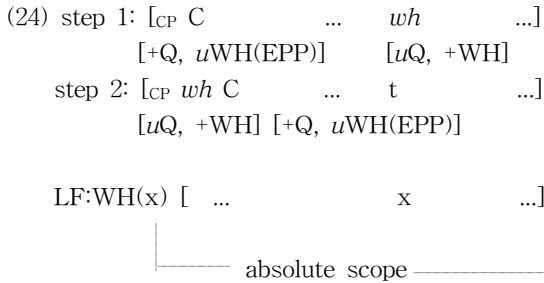 (24) step 1: [CP C ... wh ...]
[+Q, uWH(EPP)] [uQ, +WH]
step 2: [CP wh C ... t ...]
[uQ, +WH] [+Q, uWH(EPP)]
LF:WH(x) [ ... x ...]
absolute scope